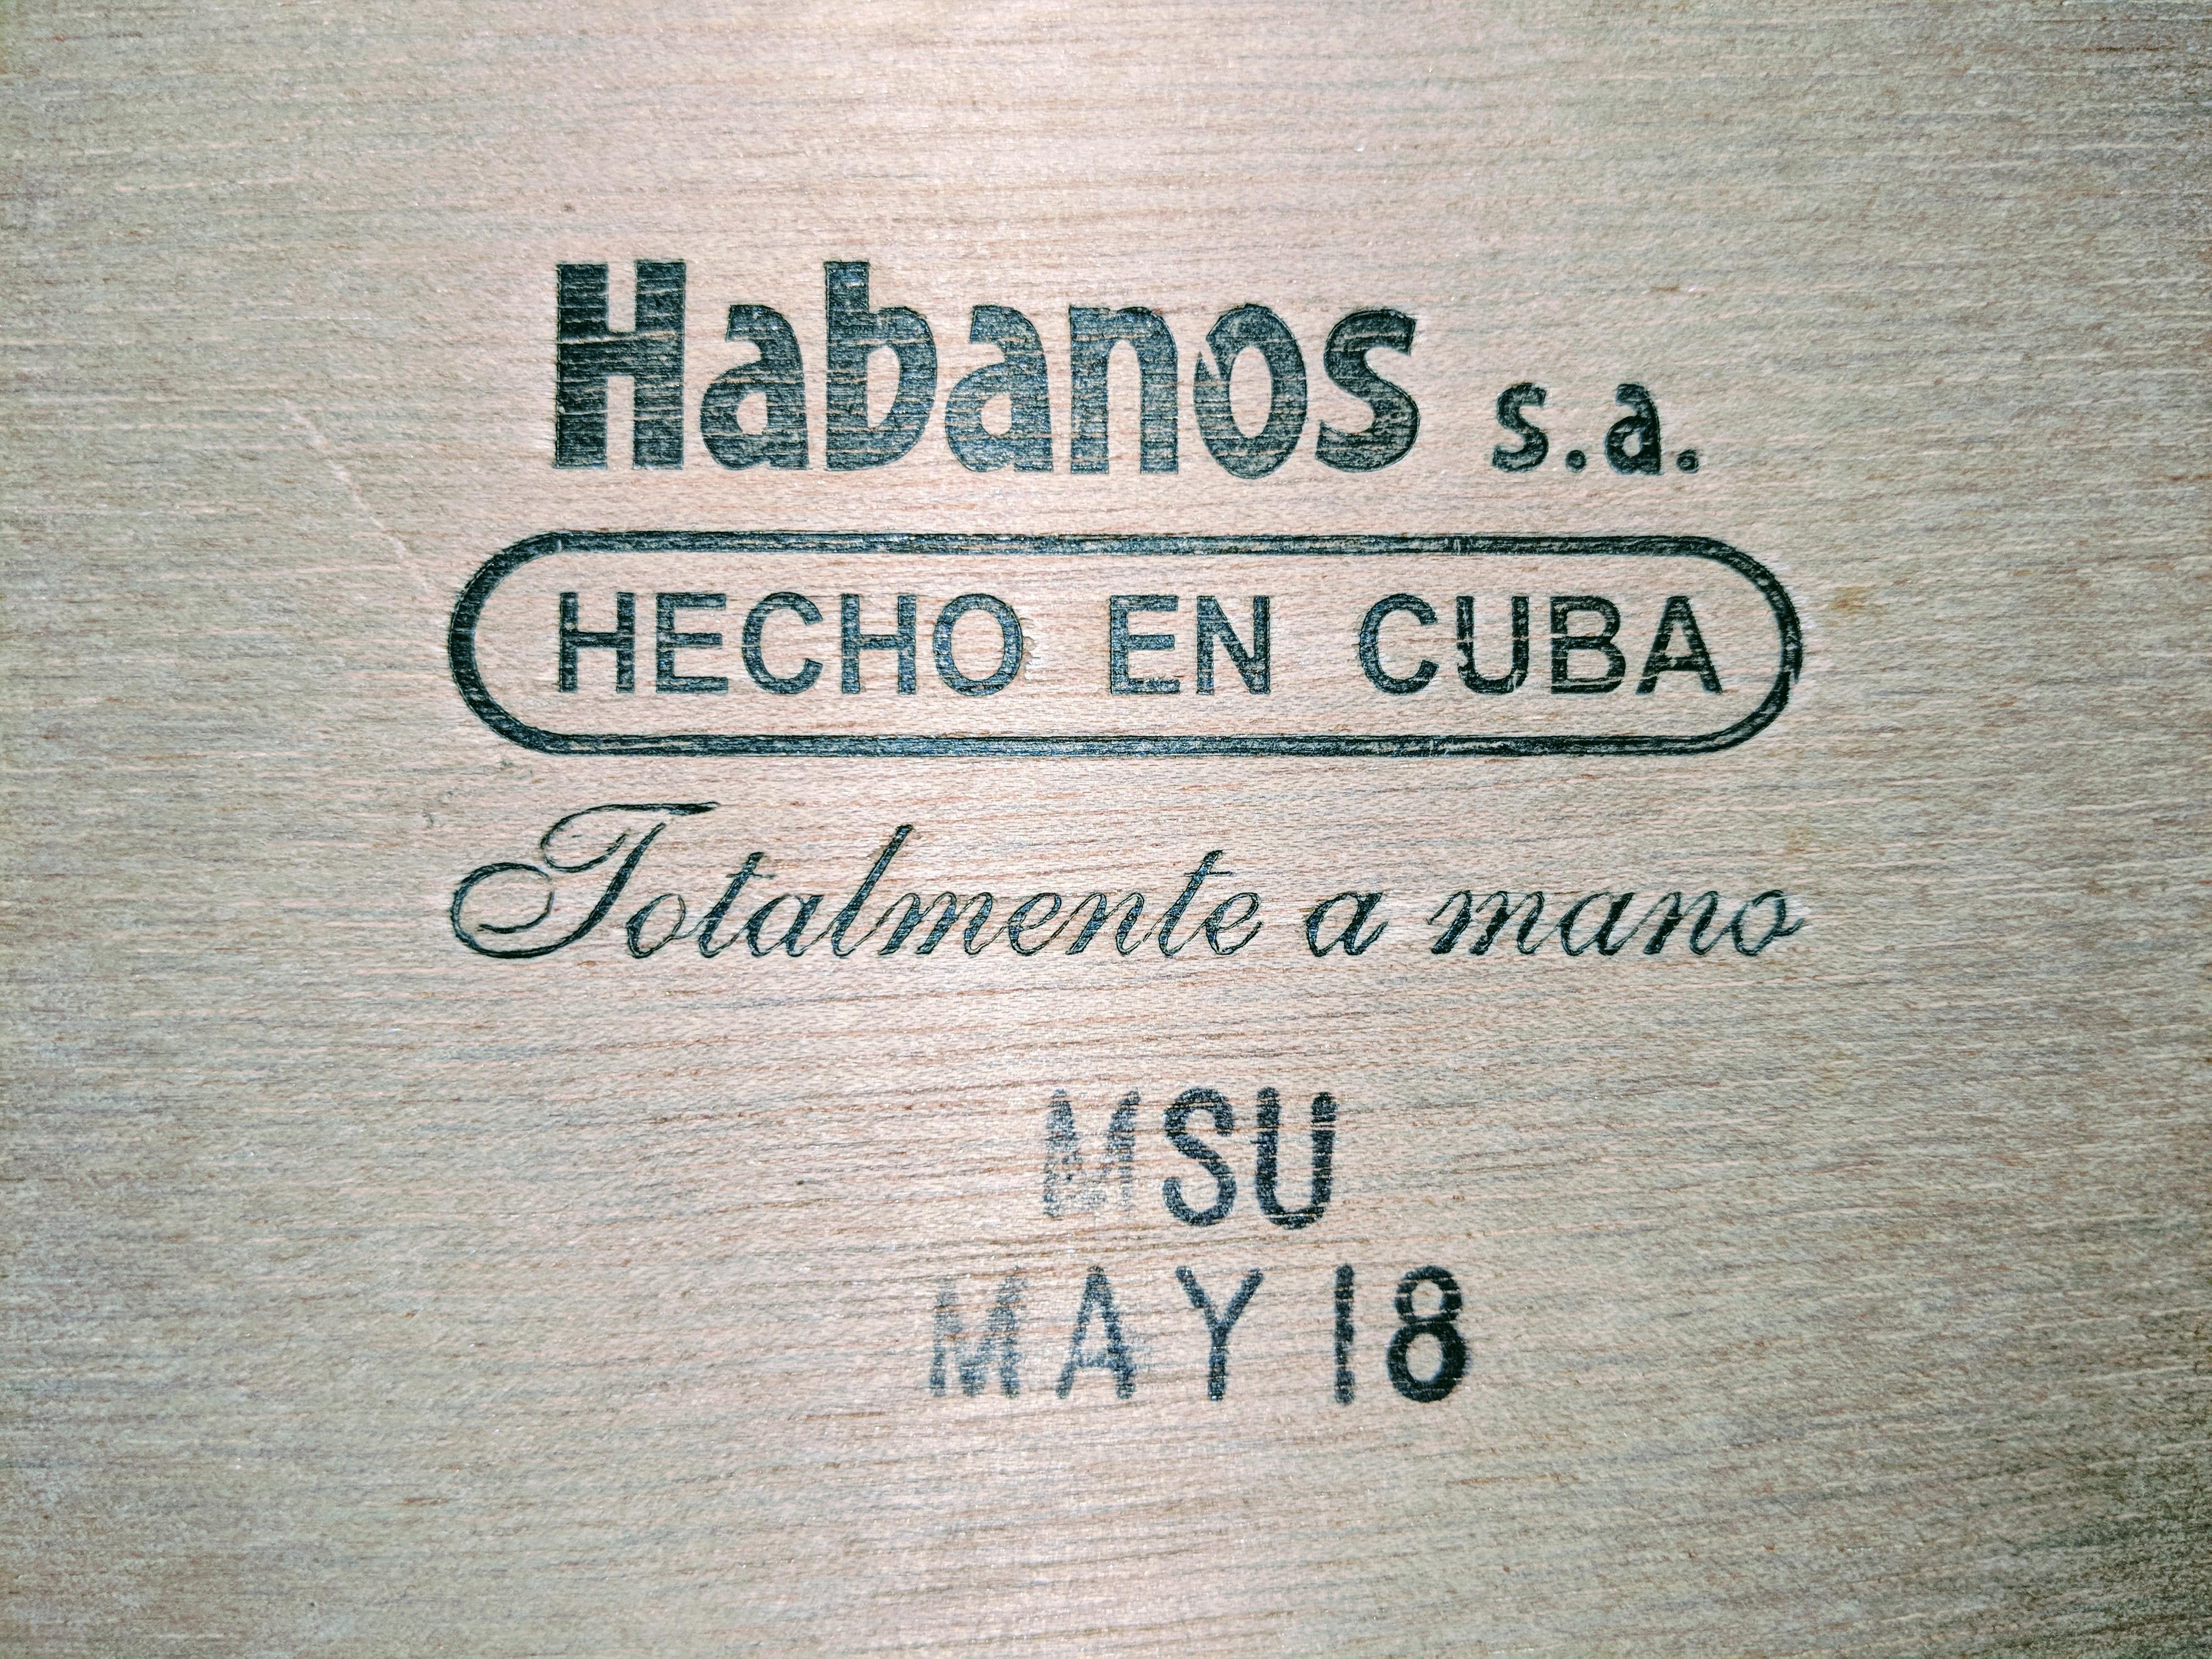 Habanos s.a.
HECHO EN CUBA
Totalmente a mano
MSU
MAY 18